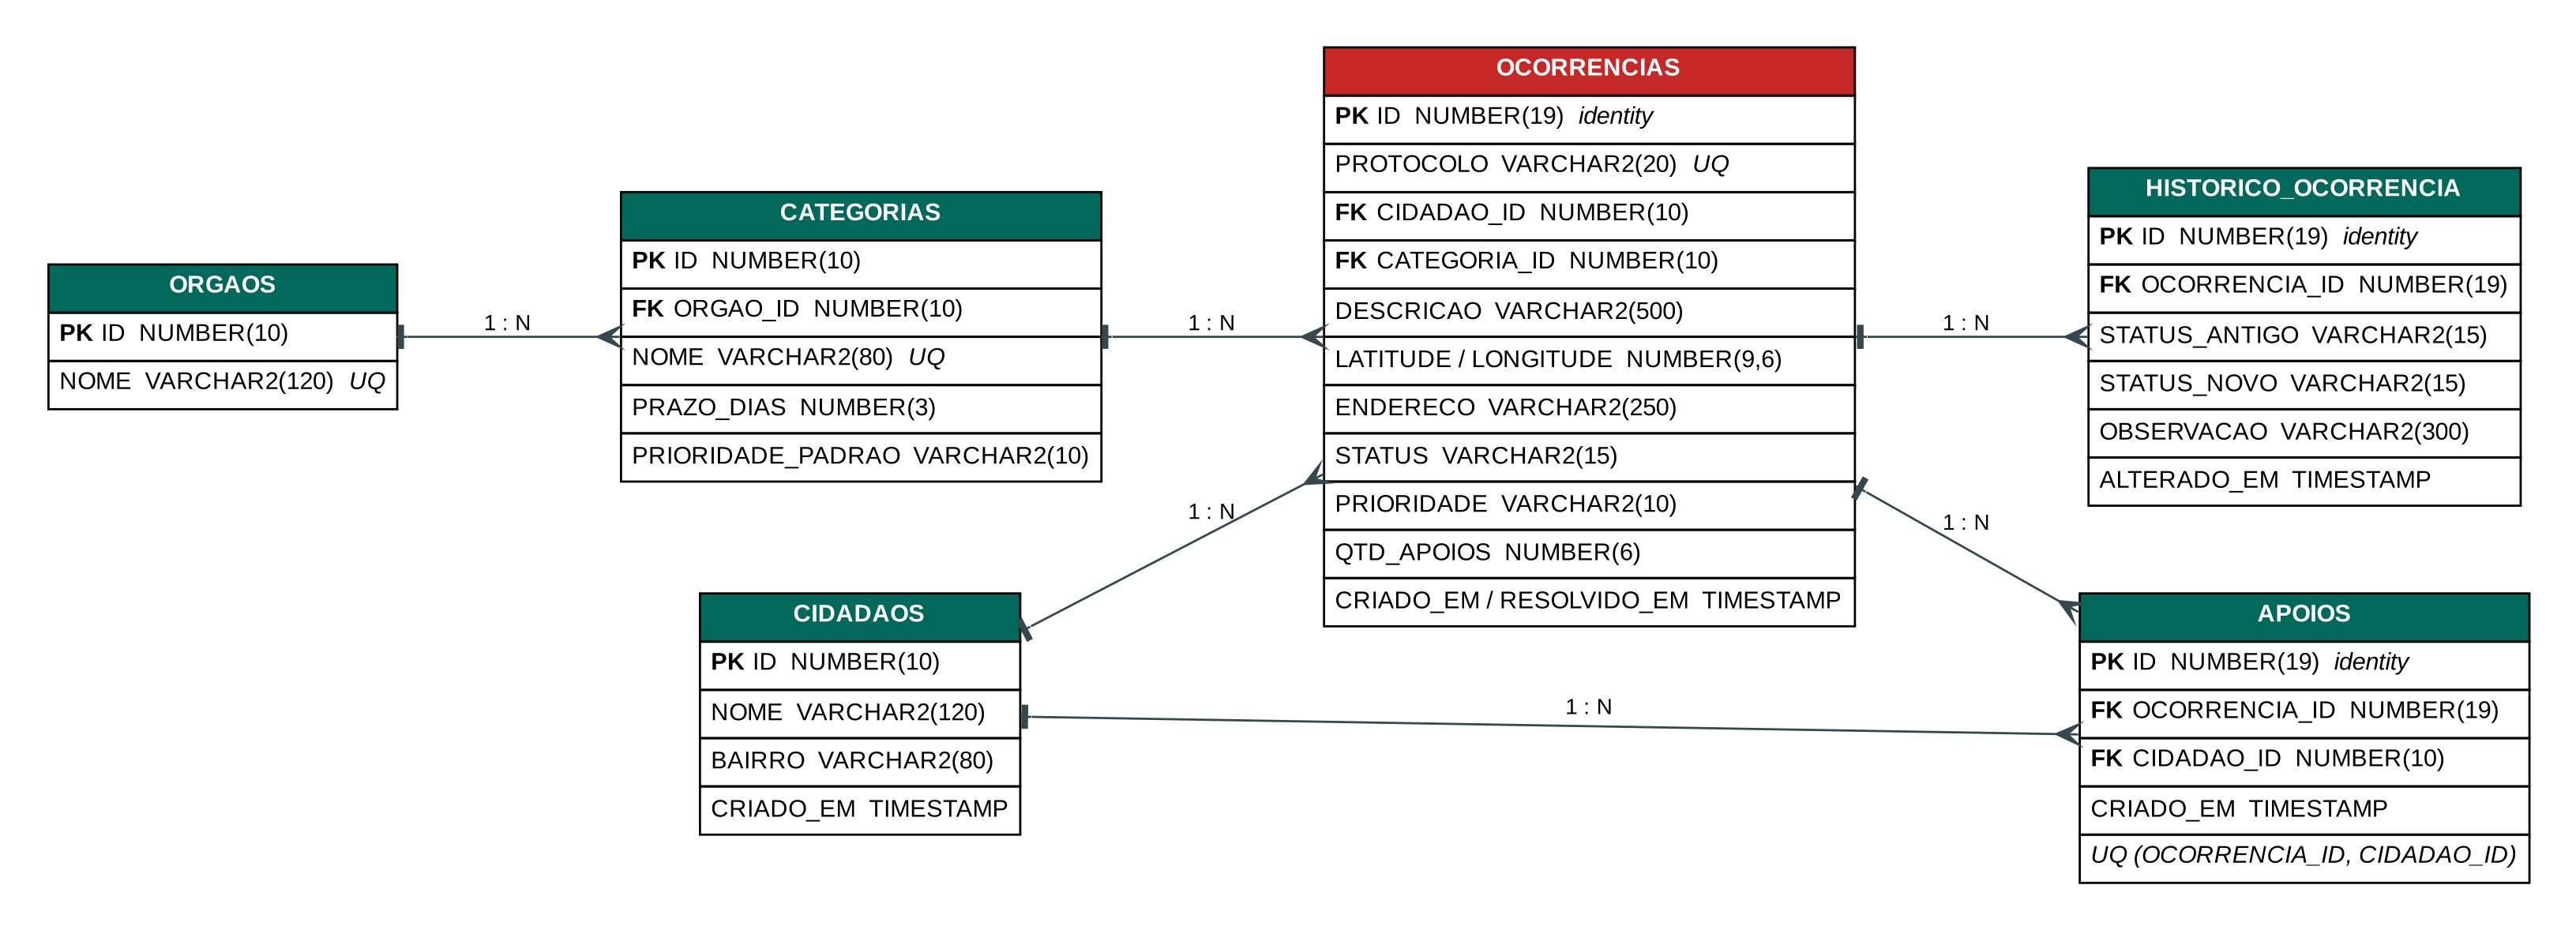 ORGAOS
PK ID NUMBER(10)
NOME VARCHAR2(120) UQ
1 : N
CATEGORIAS
PK ID NUMBER(10)
FK ORGAO_ID NUMBER(10)
NOME VARCHAR2(80) UQ
PRAZO_DIAS NUMBER(3)
PRIORIDADE_PADRAO VARCHAR2(10)
1 : N
CIDADAOS
PK ID NUMBER(10)
NOME VARCHAR2(120)
BAIRRO VARCHAR2(80)
CRIADO_EM TIMESTAMP
1 : N
1 : N
OCORRENCIAS
PK ID NUMBER(19) identity
PROTOCOLO VARCHAR2(20) UQ
FK CIDADAO_ID NUMBER(10)
FK CATEGORIA_ID NUMBER(10)
DESCRICAO VARCHAR2(500)
LATITUDE / LONGITUDE NUMBER(9,6)
ENDERECO VARCHAR2(250)
STATUS VARCHAR2(15)
PRIORIDADE VARCHAR2(10)
QTD_APOIOS NUMBER(6)
CRIADO_EM / RESOLVIDO_EM TIMESTAMP
1 : N
1 : N
HISTORICO_OCORRENCIA
PK ID NUMBER(19) identity
FK OCORRENCIA_ID NUMBER(19)
STATUS_ANTIGO VARCHAR2(15)
STATUS_NOVO VARCHAR2(15)
OBSERVACAO VARCHAR2(300)
ALTERADO_EM TIMESTAMP
APOIOS
PK ID NUMBER(19) identity
FK OCORRENCIA_ID NUMBER(19)
FK CIDADAO_ID NUMBER(10)
CRIADO_EM TIMESTAMP
UQ (OCORRENCIA_ID, CIDADAO_ID)